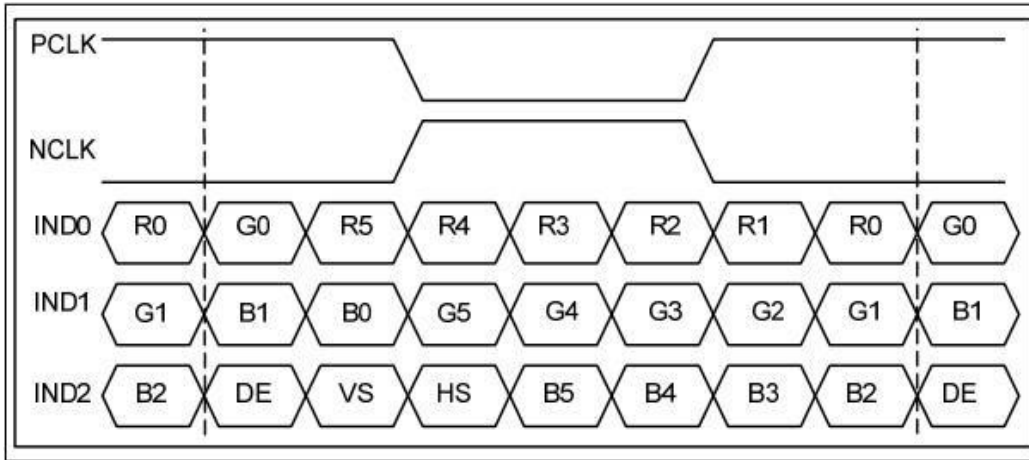 PCLK
NCLK
IND0 R0 G0 R5 R4 R3 R2 R1 R0 G0
IND1 G1 B1 B0 G5 G4 G3 G2 G1 B1
IND2 B2 DE VS HS B5 B4 B3 B2 DE